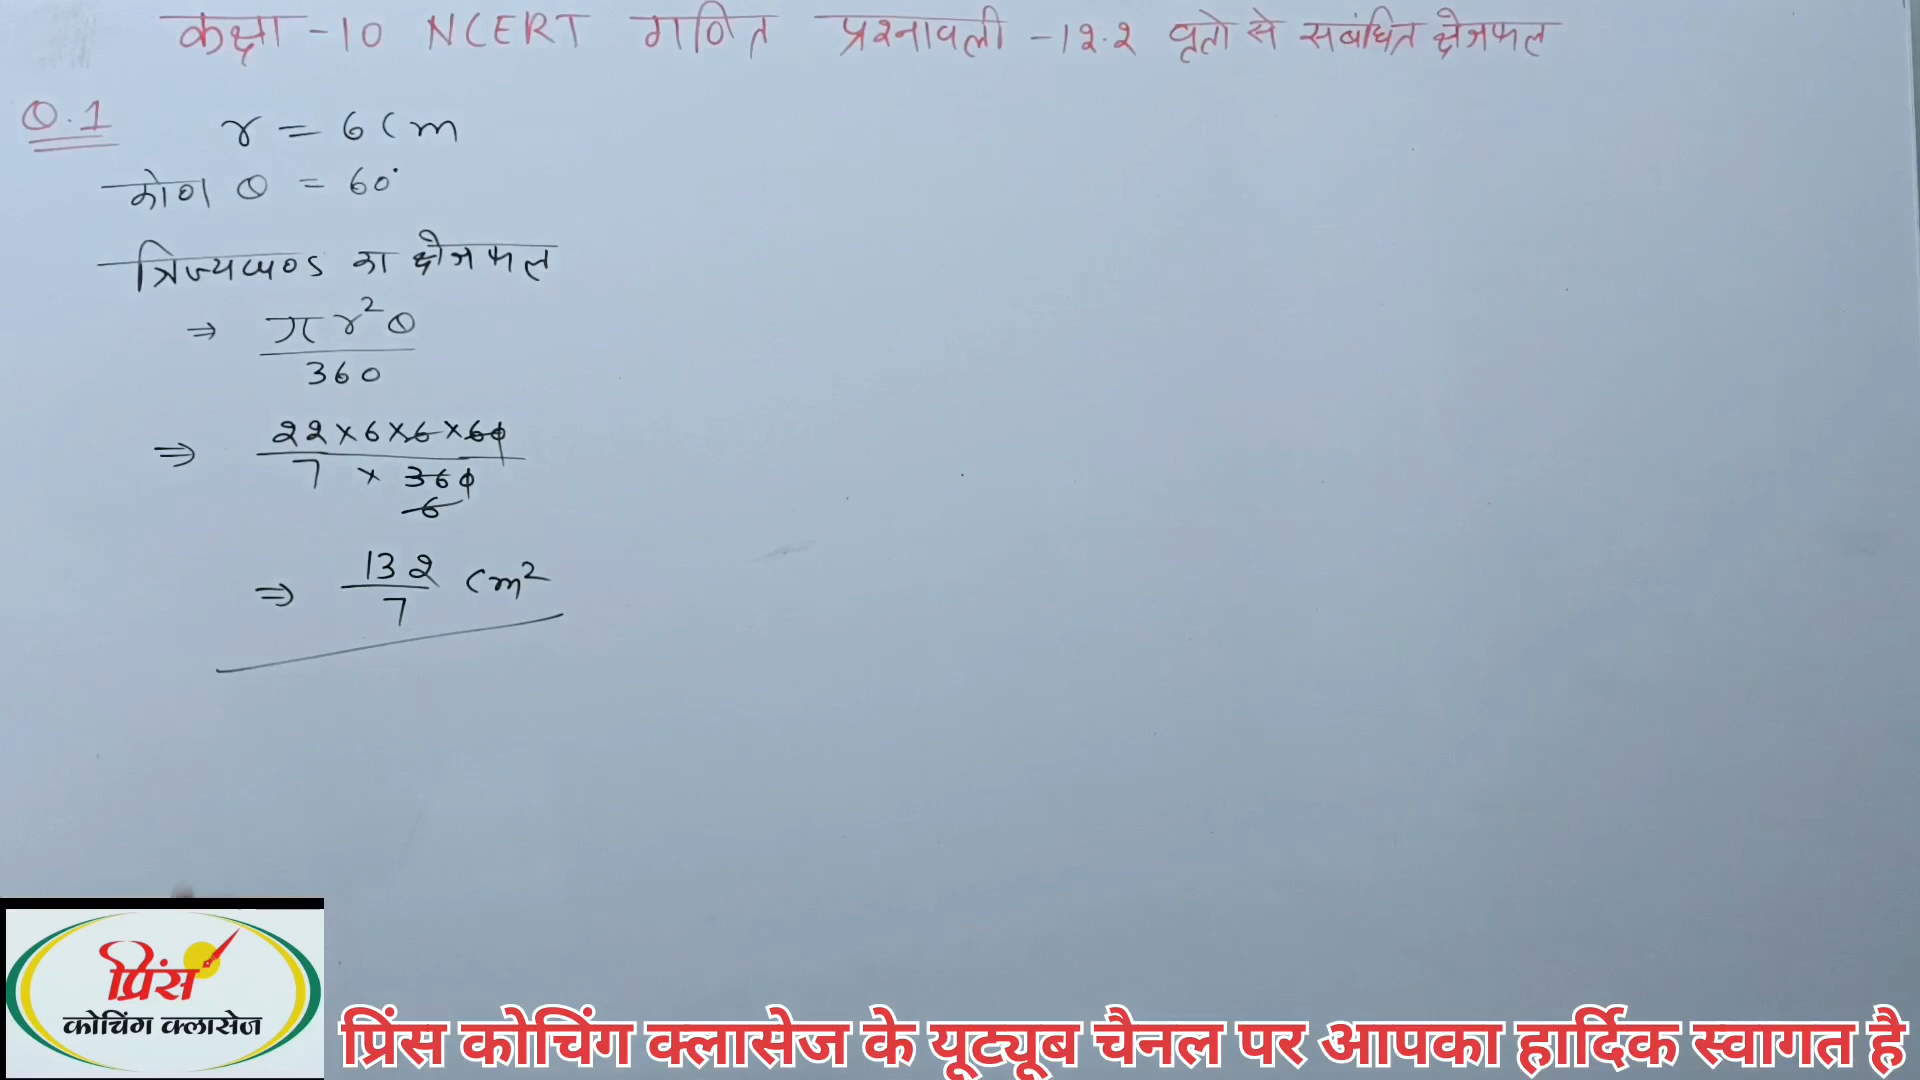 कक्षा -10 NCERT गणित प्रश्नावली -12.2 वृतो से सबंधित क्षेत्रफल
Q.1
r = 6 Cm
कोण θ = 60°
त्रिज्यखण्ड का क्षेत्रफल
⇒ πr²θ
360
⇒ 22×6×6×60
7 × 360
6
⇒ 132 Cm²
7
प्रिंस
कोचिंग क्लासेज
प्रिंस कोचिंग क्लासेज के यूट्यूब चैनल पर आपका हार्दिक स्वागत है